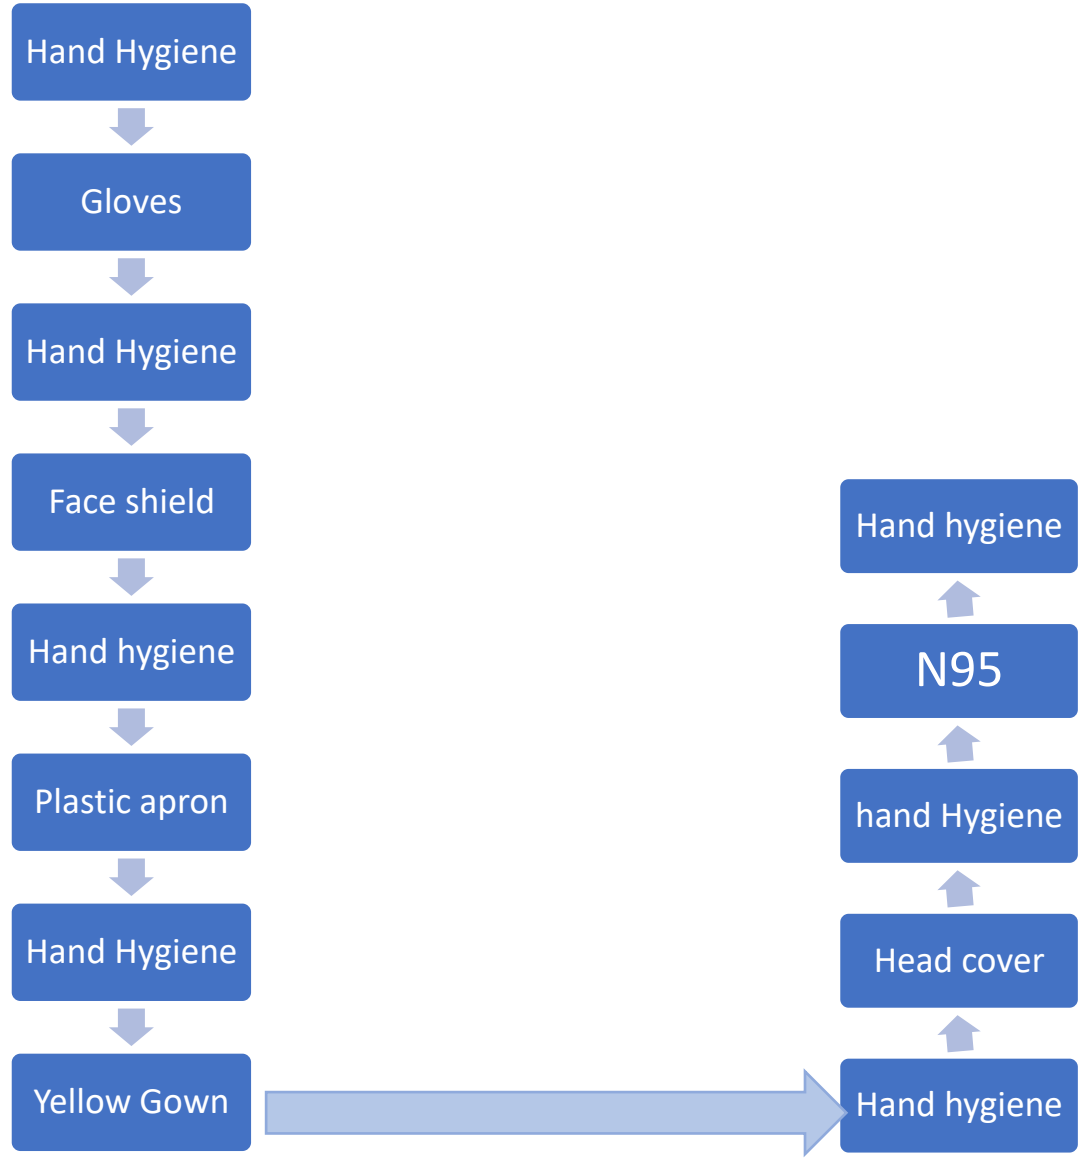 Hand Hygiene
Gloves
Hand Hygiene
Face shield
Hand hygiene
Plastic apron
Hand Hygiene
Yellow Gown
Hand hygiene
Head cover
hand Hygiene
N95
Hand hygiene